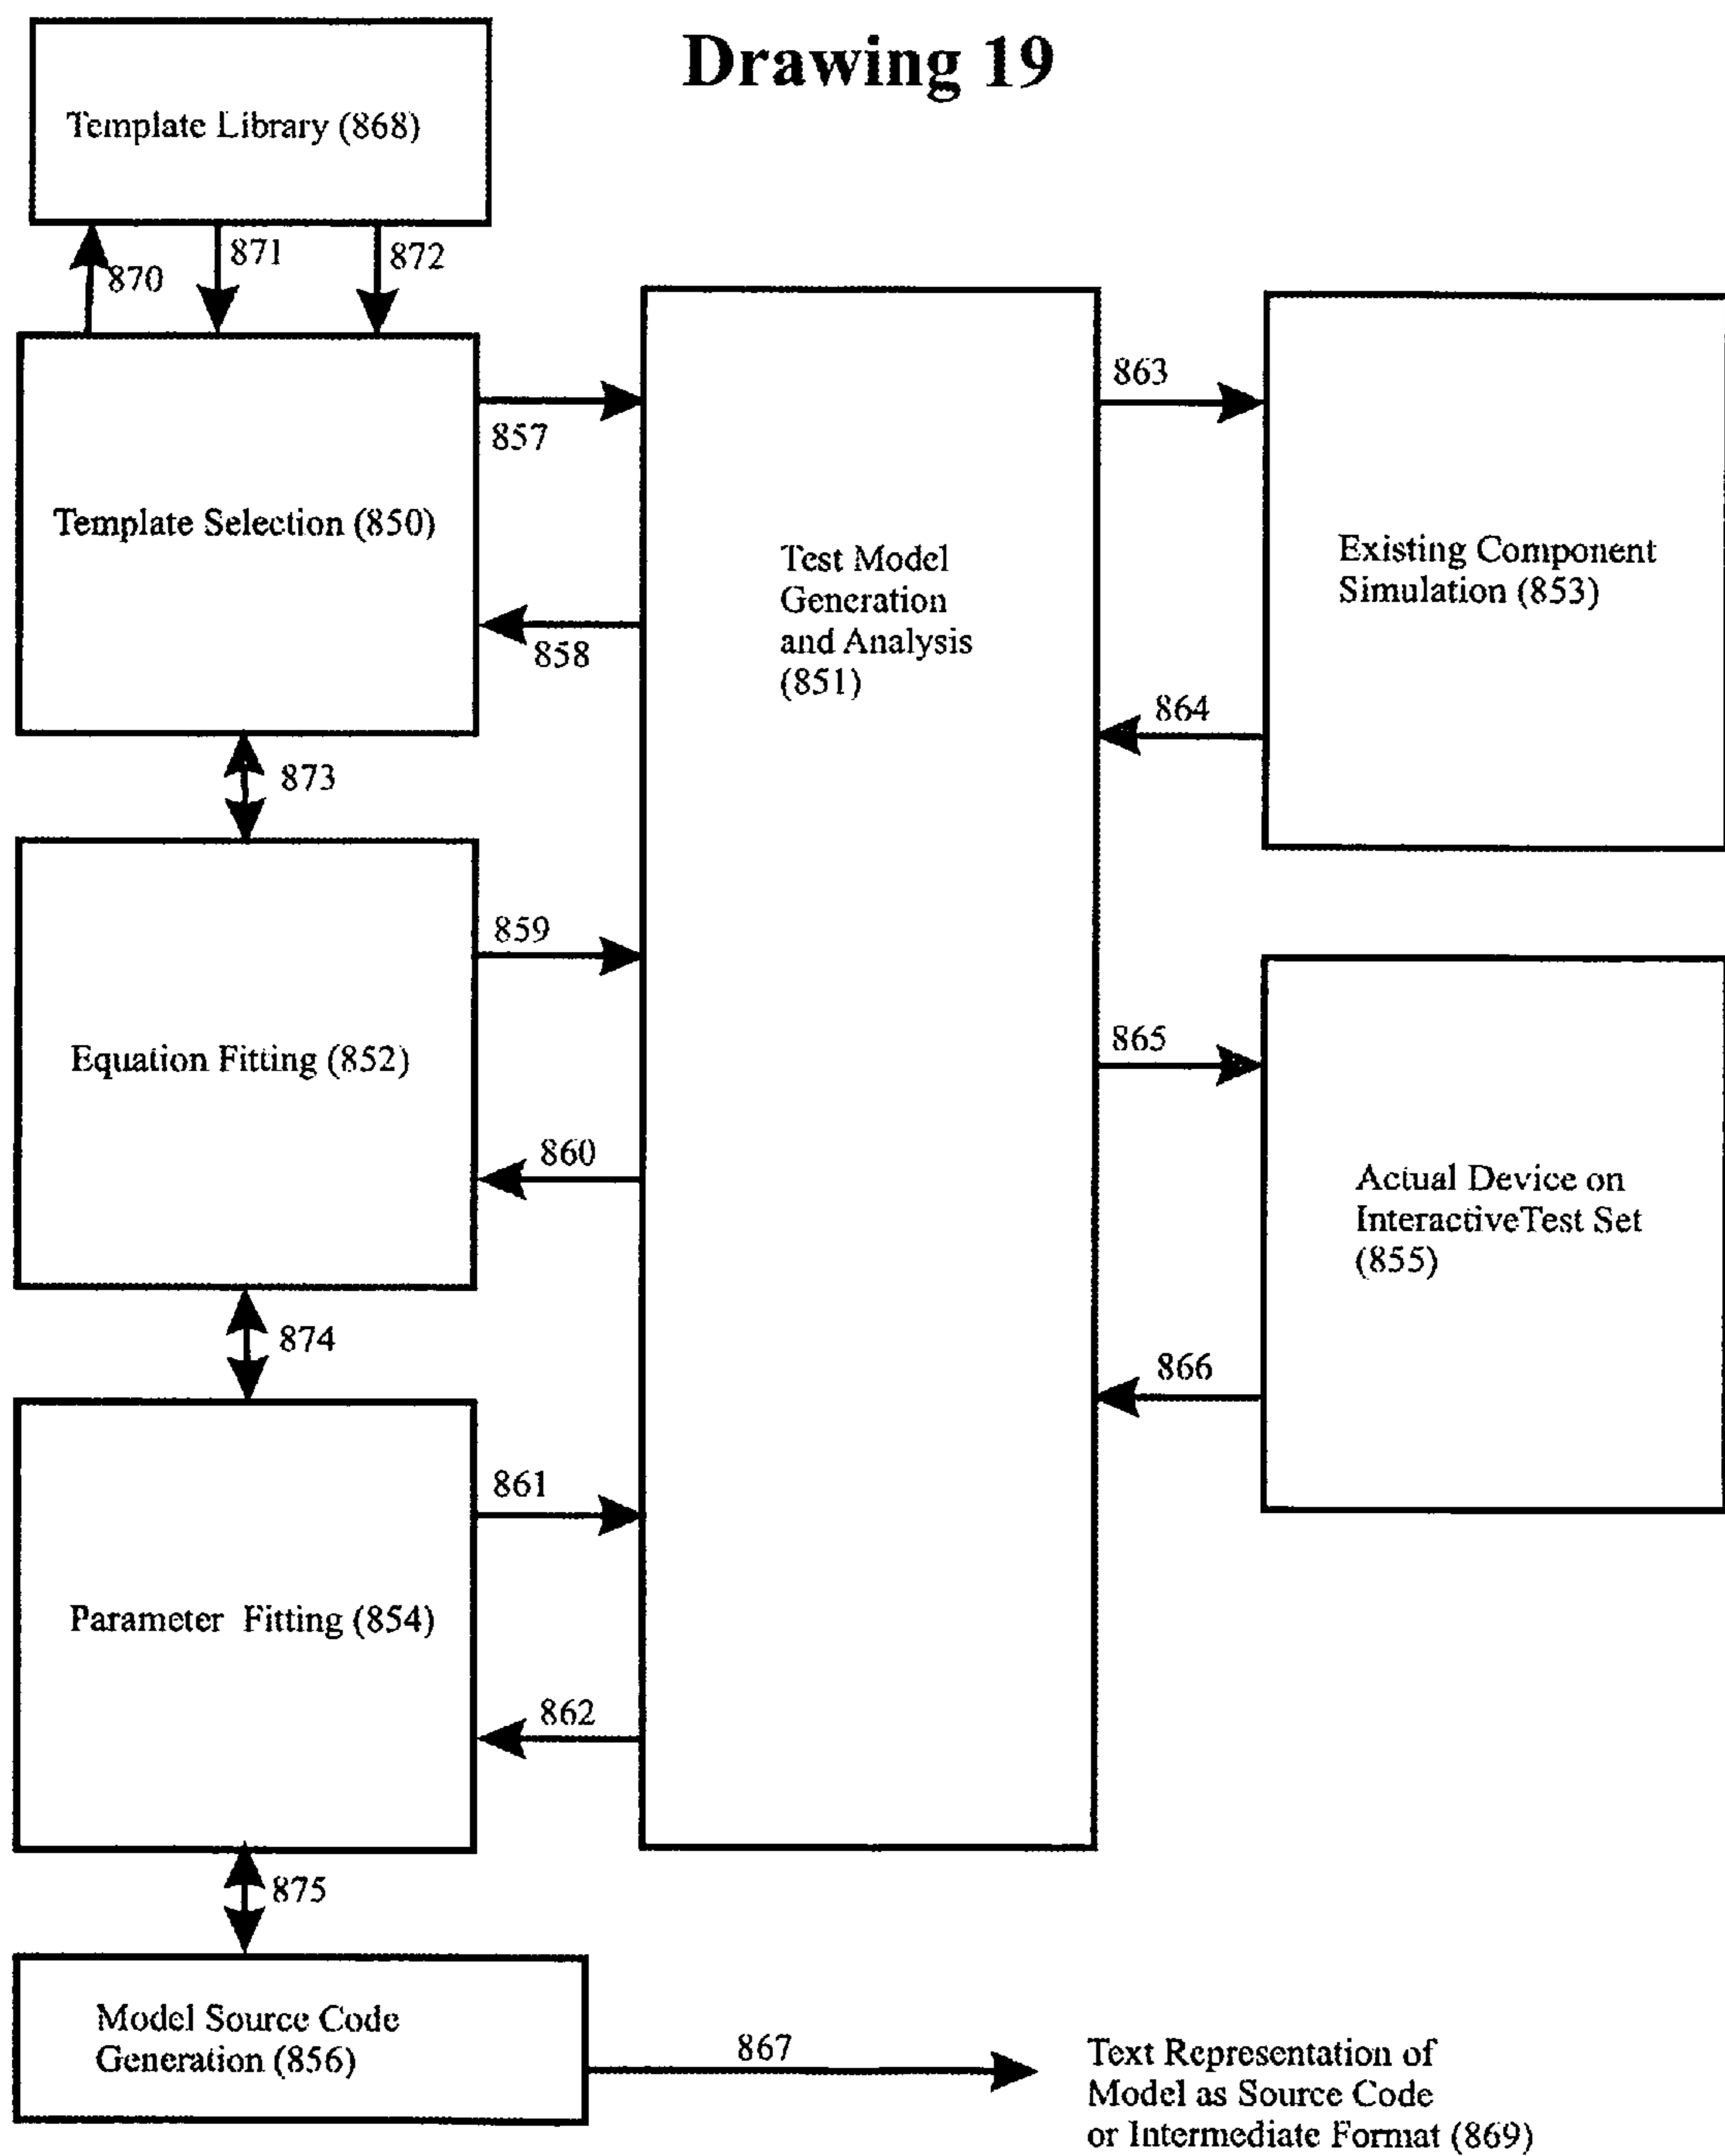 Drawing 19
Template Library (868)
870
871
872
Template Selection (850)
857
858
873
Equation Fitting (852)
859
860
874
Parameter Fitting (854)
861
862
875
Model Source Code
Generation (856)
867
Text Representation of
Model as Source Code
or Intermediate Format (869)
Test Model
Generation
and Analysis
(851)
863
864
Existing Component
Simulation (853)
865
866
Actual Device on
InteractiveTest Set
(855)